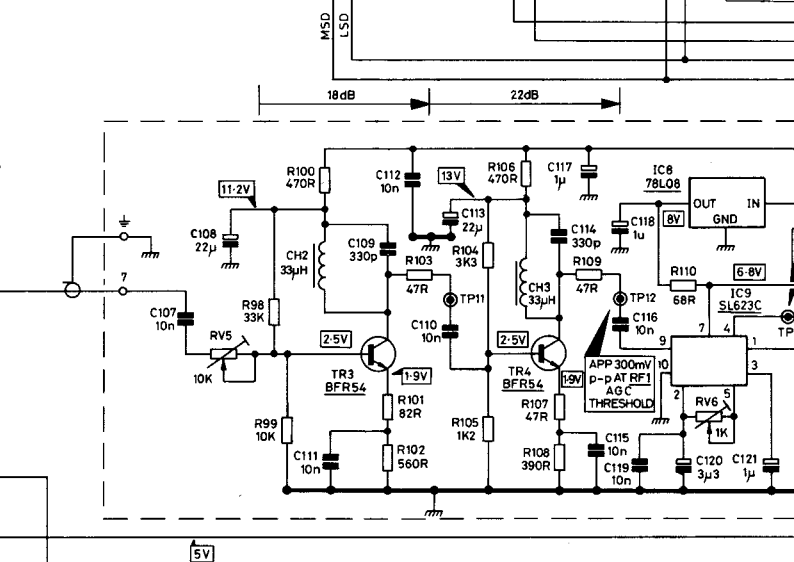 MSD
LSD
18dB
22dB
R100
470R
C112
10n
13V
R106
470R
C117
1µ
IC8
78L08
OUT
IN
GND
11·2V
C108
22µ
CH2
33µH
C109
330p
C113
22µ
R104
3K3
C114
330p
C118
1u
8V
R103
47R
TP11
CH3
33µH
R109
47R
TP12
R110
68R
6·8V
IC9
SL623C
7
C107
10n
RV5
10K
R98
33K
2·5V
C110
10n
2·5V
C116
10n
7
4
TP
9
1
10
3
2
5
TR3
BFR54
1·9V
TR4
BFR54
1·9V
APP 300mV
p-p AT RF1
AGC
THRESHOLD
RV6
1K
R99
10K
R101
82R
R105
1K2
R107
47R
C111
10n
R102
560R
R108
390R
C115
10n
C119
10n
C120
3µ3
C121
1µ
5V